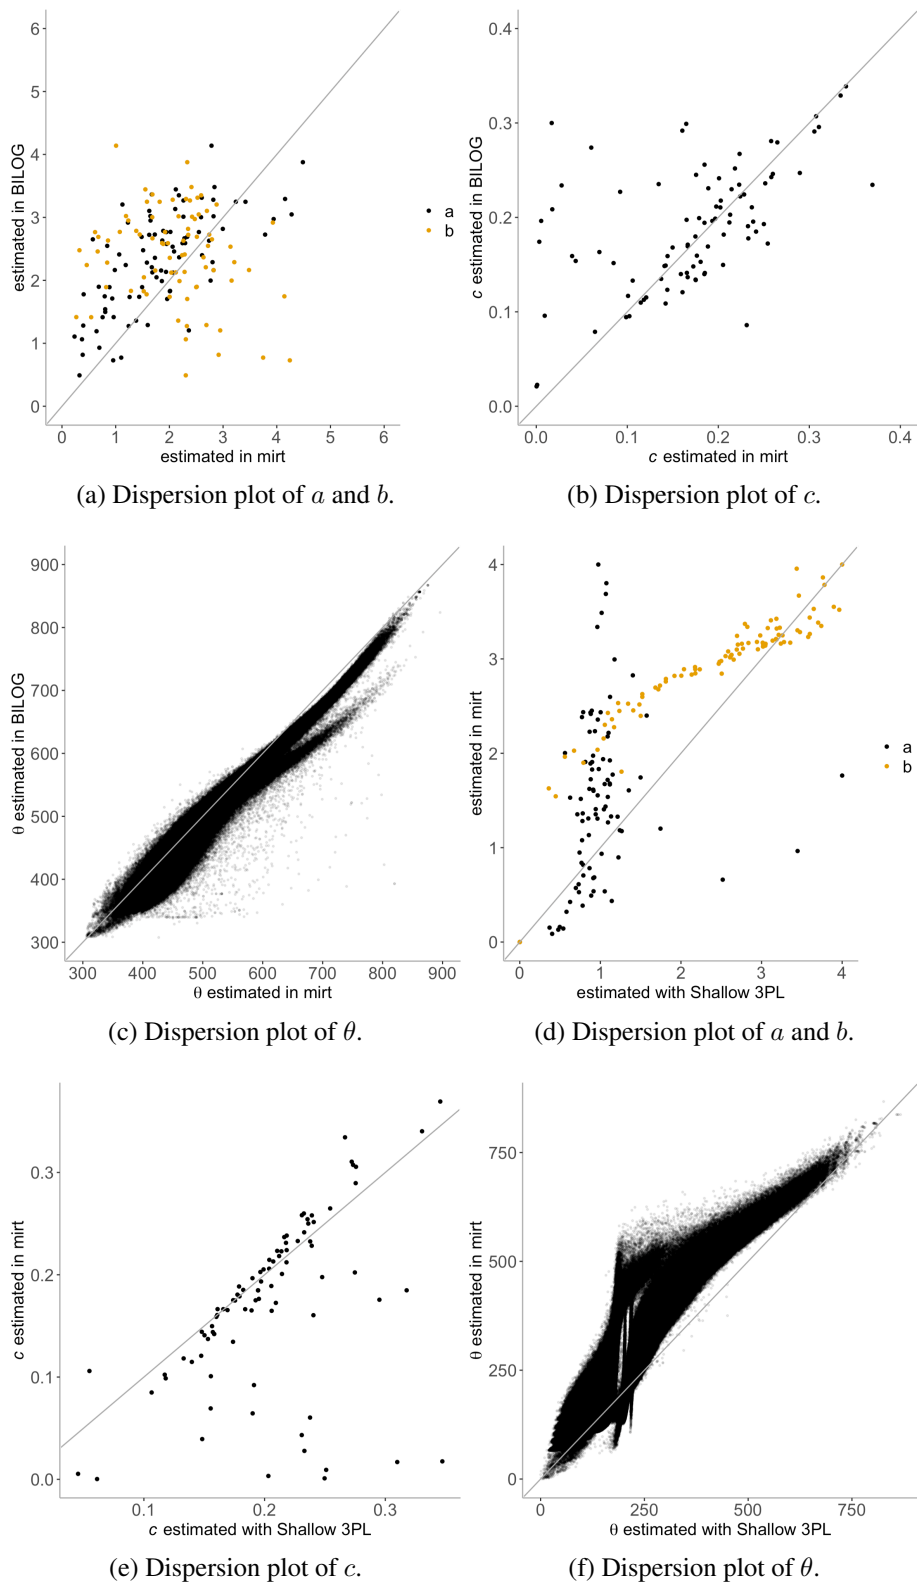 6
5
4
3
2
1
0
estimated in BILOG
0 1 2 3 4 5 6
estimated in mirt
a
b
(a) Dispersion plot of a and b.
0.4
0.3
0.2
0.1
0.0
c estimated in BILOG
0.0 0.1 0.2 0.3 0.4
c estimated in mirt
(b) Dispersion plot of c.
900
800
700
600
500
400
300
θ estimated in BILOG
300 400 500 600 700 800 900
θ estimated in mirt
(c) Dispersion plot of θ.
4
3
2
1
0
estimated in mirt
0 1 2 3 4
estimated with Shallow 3PL
a
b
(d) Dispersion plot of a and b.
0.3
0.2
0.1
0.0
c estimated in mirt
0.1 0.2 0.3
c estimated with Shallow 3PL
(e) Dispersion plot of c.
750
500
250
0
θ estimated in mirt
0 250 500 750
θ estimated with Shallow 3PL
(f) Dispersion plot of θ.